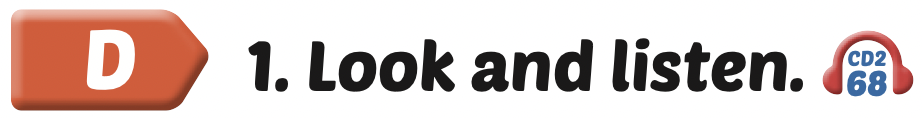 D 1. Look and listen. CD2
68